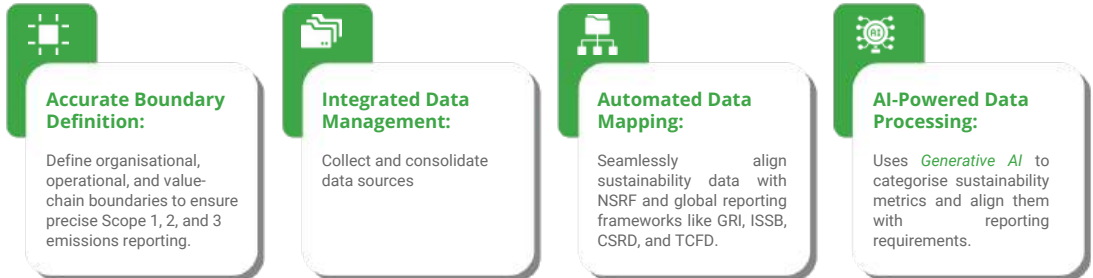 Accurate Boundary
Definition:
Define organisational,
operational, and value-
chain boundaries to ensure
precise Scope 1, 2, and 3
emissions reporting.
Integrated Data
Management:
Collect and consolidate
data sources
Automated Data
Mapping:
Seamlessly align
sustainability data with
NSRF and global reporting
frameworks like GRI, ISSB,
CSRD, and TCFD.
AI
AI-Powered Data
Processing:
Uses Generative AI to
categorise sustainability
metrics and align them
with reporting
requirements.